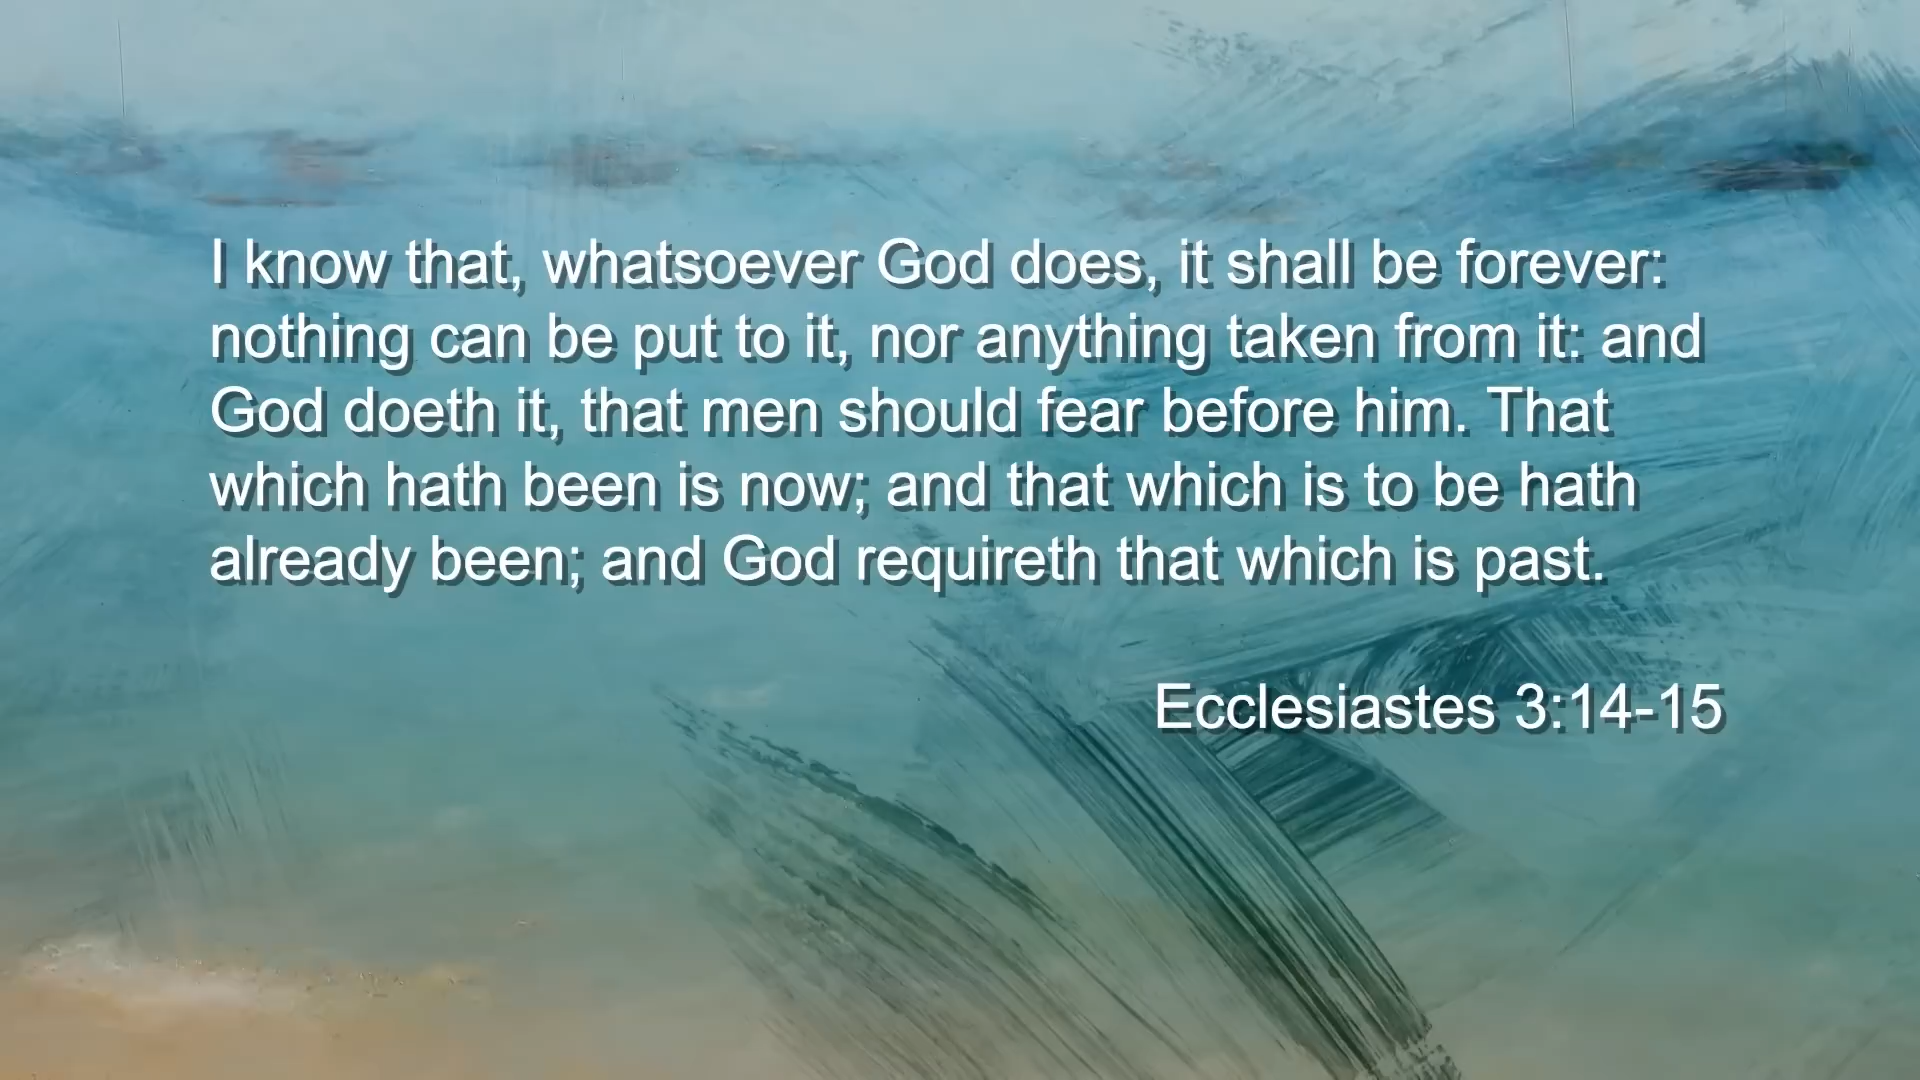 I know that, whatsoever God does, it shall be forever:
nothing can be put to it, nor anything taken from it: and
God doeth it, that men should fear before him. That
which hath been is now; and that which is to be hath
already been; and God requireth that which is past.
Ecclesiastes 3:14-15